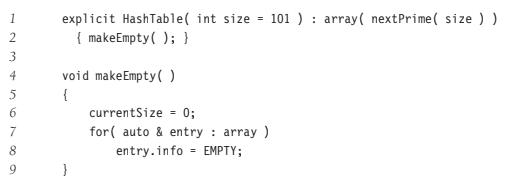 1 explicit HashTable( int size = 101 ) : array( nextPrime( size ) )
2 { makeEmpty( ); }
3
4 void makeEmpty( )
5 {
6 currentSize = 0;
7 for( auto & entry : array )
8 entry.info = EMPTY;
9 }